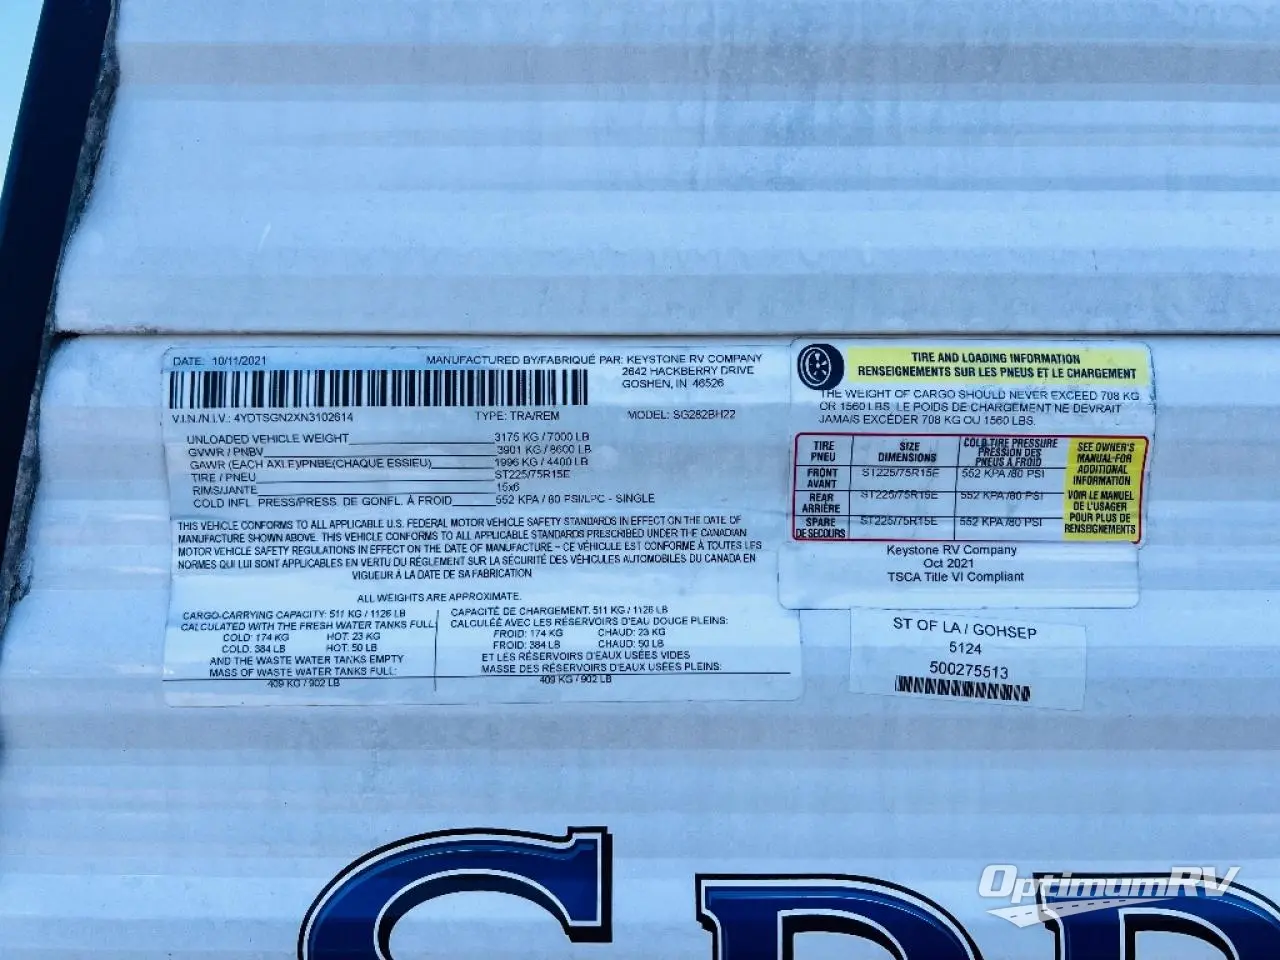 DATE: 10/11/2021 MANUFACTURED BY/FABRIQUÉ PAR: KEYSTONE RV COMPANY
2642 HACKBERRY DRIVE
GOSHEN, IN 46526
V.I.N./N.I.V.: 4YDTSGN2XN3102614 TYPE: TRA/REM MODEL: SG282BH22
UNLOADED VEHICLE WEIGHT 3175 KG / 7000 LB
GVWR / PNBV 3901 KG / 8600 LB
GAWR (EACH AXLE)/PNBE(CHAQUE ESSIEU) 1996 KG / 4400 LB
TIRE / PNEU ST225/75R15E
RIMS/JANTE 15x6
COLD INFL. PRESS/PRESS. DE GONFL. À FROID 552 KPA / 80 PSI/LPC - SINGLE
THIS VEHICLE CONFORMS TO ALL APPLICABLE U.S. FEDERAL MOTOR VEHICLE SAFETY STANDARDS IN EFFECT ON THE DATE OF
MANUFACTURE SHOWN ABOVE. THIS VEHICLE CONFORMS TO ALL APPLICABLE STANDARDS PRESCRIBED UNDER THE CANADIAN
MOTOR VEHICLE SAFETY REGULATIONS IN EFFECT ON THE DATE OF MANUFACTURE - CE VÉHICULE EST CONFORME À TOUTES LES
NORMES QUI LUI SONT APPLICABLES EN VERTU DU RÈGLEMENT SUR LA SÉCURITÉ DES VÉHICULES AUTOMOBILES DU CANADA EN
VIGUEUR À LA DATE DE SA FABRICATION
ALL WEIGHTS ARE APPROXIMATE.
CARGO-CARRYING CAPACITY: 511 KG / 1126 LB
CALCULATED WITH THE FRESH WATER TANKS FULL:
COLD: 174 KG HOT: 23 KG
COLD: 384 LB HOT: 50 LB
AND THE WASTE WATER TANKS EMPTY
MASS OF WASTE WATER TANKS FULL:
409 KG / 902 LB
CAPACITÉ DE CHARGEMENT: 511 KG / 1126 LB
CALCULÉE AVEC LES RÉSERVOIRS D'EAU DOUCE PLEINS:
FROID: 174 KG CHAUD: 23 KG
FROID: 384 LB CHAUD: 50 LB
ET LES RÉSERVOIRS D'EAUX USÉES VIDES
MASSE DES RÉSERVOIRS D'EAUX USÉES PLEINS:
409 KG / 902 LB
TIRE AND LOADING INFORMATION
RENSEIGNEMENTS SUR LES PNEUS ET LE CHARGEMENT
THE WEIGHT OF CARGO SHOULD NEVER EXCEED 708 KG
OR 1560 LBS. LE POIDS DE CHARGEMENT NE DEVRAIT
JAMAIS EXCÉDER 708 KG OU 1560 LBS.
TIRE
PNEU
SIZE
DIMENSIONS
COLD TIRE PRESSURE
PRESSION DES
PNEUS À FROID
FRONT
AVANT
ST225/75R15E 552 KPA /80 PSI
REAR
ARRIÈRE
ST225/75R15E 552 KPA /80 PSI
SPARE
DE SECOURS
ST225/75R15E 552 KPA /80 PSI
SEE OWNER'S
MANUAL-FOR
ADDITIONAL
INFORMATION
VOIR LE MANUEL
DE L'USAGER
POUR PLUS DE
RENSEIGNEMENTS
Keystone RV Company
Oct 2021
TSCA Title VI Compliant
ST OF LA / GOHSEP
5124
500275513
OptimumRV